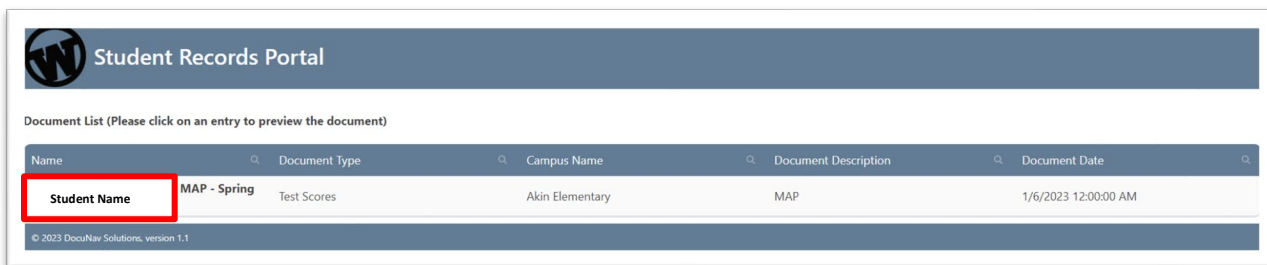 W
Student Records Portal
Document List (Please click on an entry to preview the document)
Name Document Type Campus Name Document Description Document Date
Student Name MAP - Spring Test Scores Akin Elementary MAP 1/6/2023 12:00:00 AM
© 2023 DocuNav Solutions, version 1.1